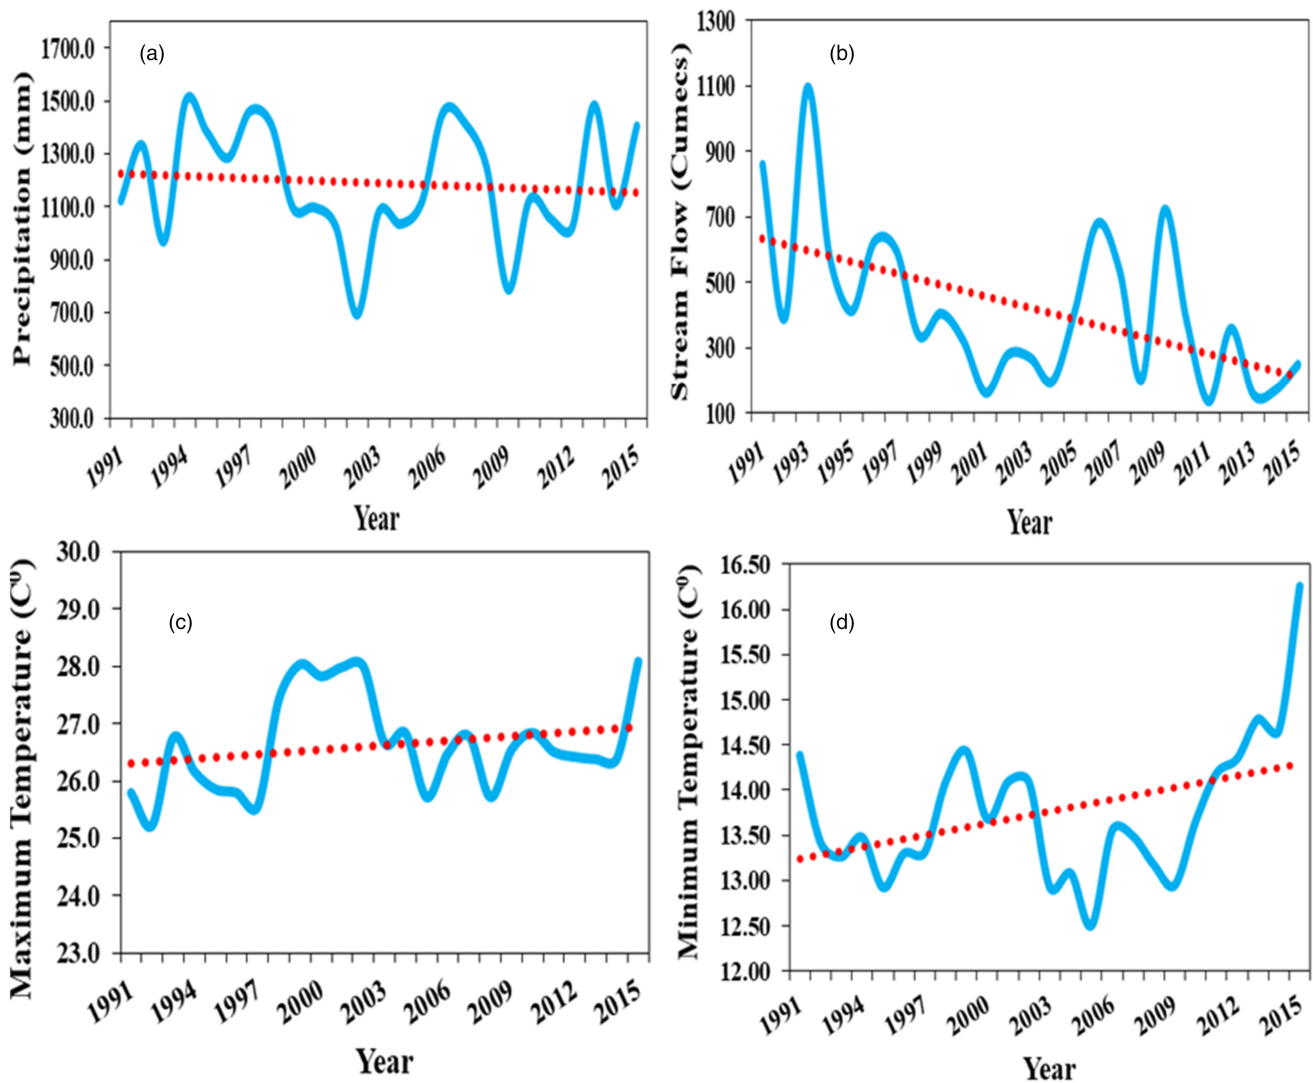 (a)
Precipitation (mm)
1700.0
1500.0
1300.0
1100.0
900.0
700.0
500.0
300.0
1991 1994 1997 2000 2003 2006 2009 2012 2015
Year
(b)
Stream Flow (Cumecs)
1300
1100
900
700
500
300
100
1991 1993 1995 1997 1999 2001 2003 2005 2007 2009 2011 2013 2015
Year
(c)
Maximum Temperature (C⁰)
30.0
29.0
28.0
27.0
26.0
25.0
24.0
23.0
1991 1994 1997 2000 2003 2006 2009 2012 2015
Year
(d)
Minimum Temperature (C⁰)
16.50
16.00
15.50
15.00
14.50
14.00
13.50
13.00
12.50
12.00
1991 1994 1997 2000 2003 2006 2009 2012 2015
Year